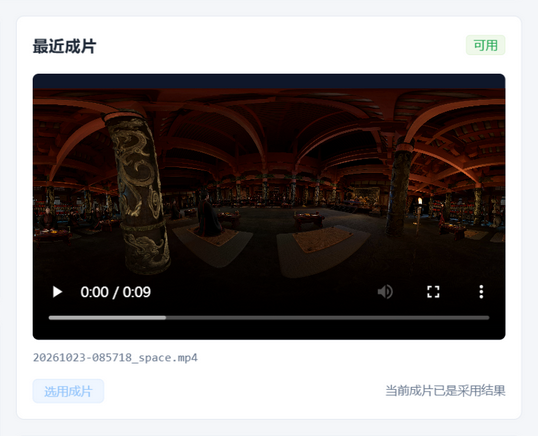 最近成片
可用
0:00 / 0:09
20261023-085718_space.mp4
选用成片
当前成片已是采用结果